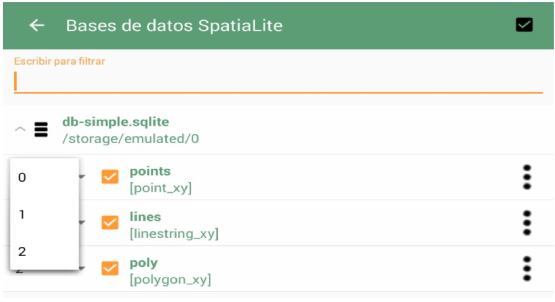 Bases de datos SpatiaLite
Escribir para filtrar
db-simple.sqlite
/storage/emulated/0
0
points
[point_xy]
1
lines
[linestring_xy]
2
poly
[polygon_xy]